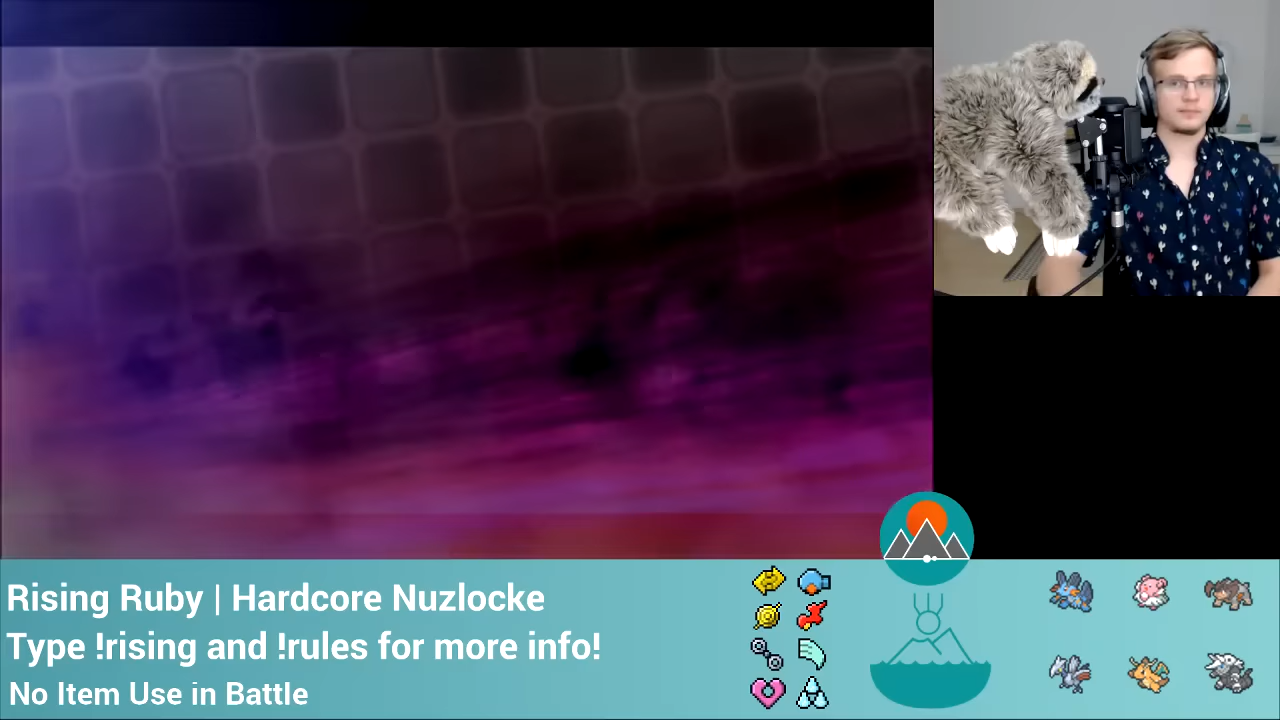 Rising Ruby | Hardcore Nuzlocke
Type !rising and !rules for more info!
No Item Use in Battle